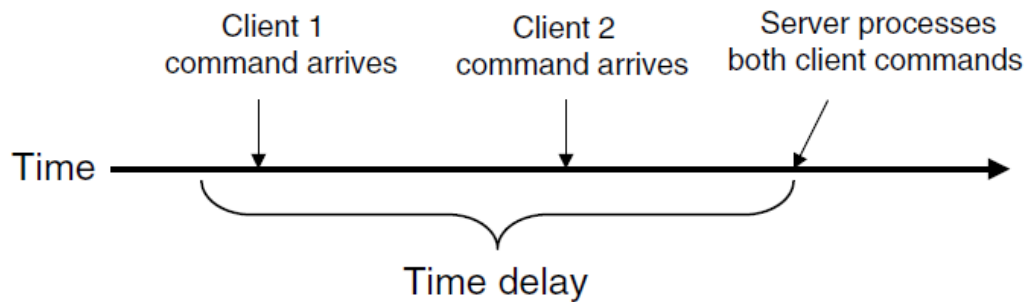 Client 1
command arrives
Client 2
command arrives
Server processes
both client commands
Time
Time delay